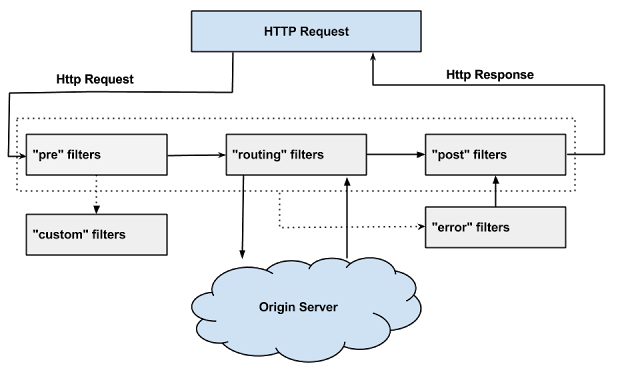 HTTP Request
Http Request
Http Response
"pre" filters
"routing" filters
"post" filters
"custom" filters
"error" filters
Origin Server